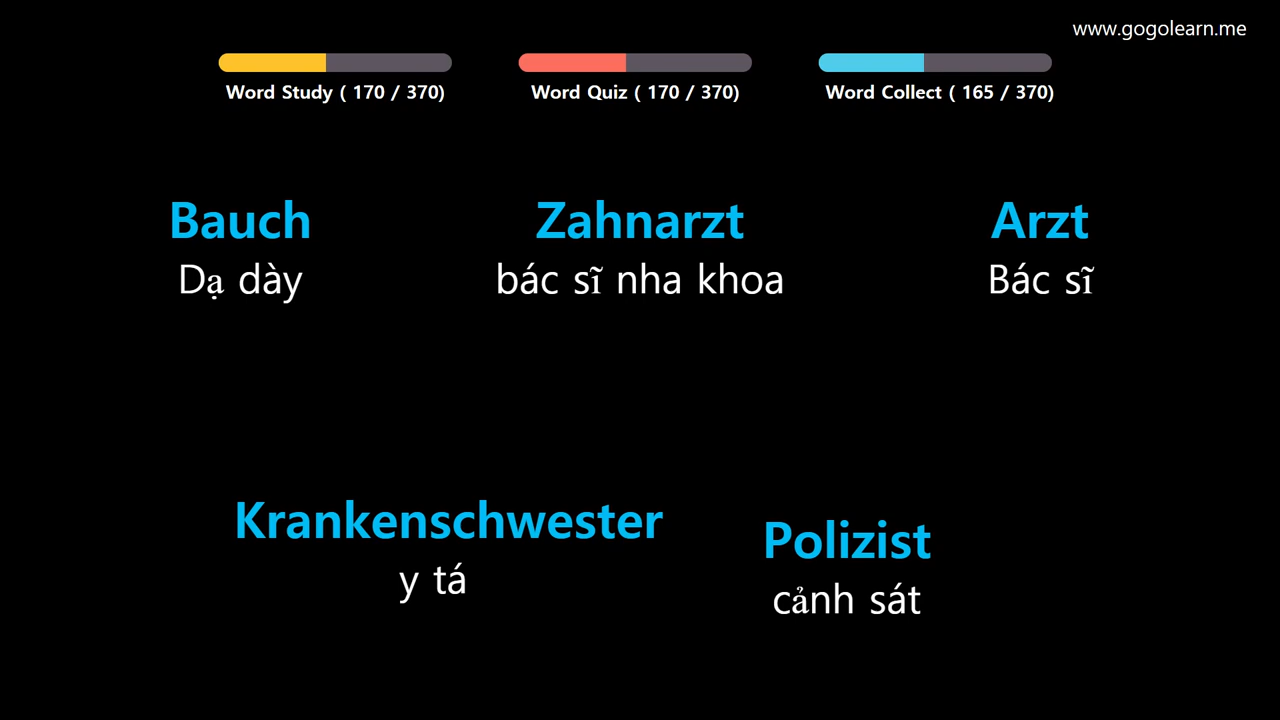 www.gogolearn.me
Word Study ( 170 / 370)
Word Quiz ( 170 / 370)
Word Collect ( 165 / 370)
Bauch
Dạ dày
Zahnarzt
bác sĩ nha khoa
Arzt
Bác sĩ
Krankenschwester
y tá
Polizist
cảnh sát